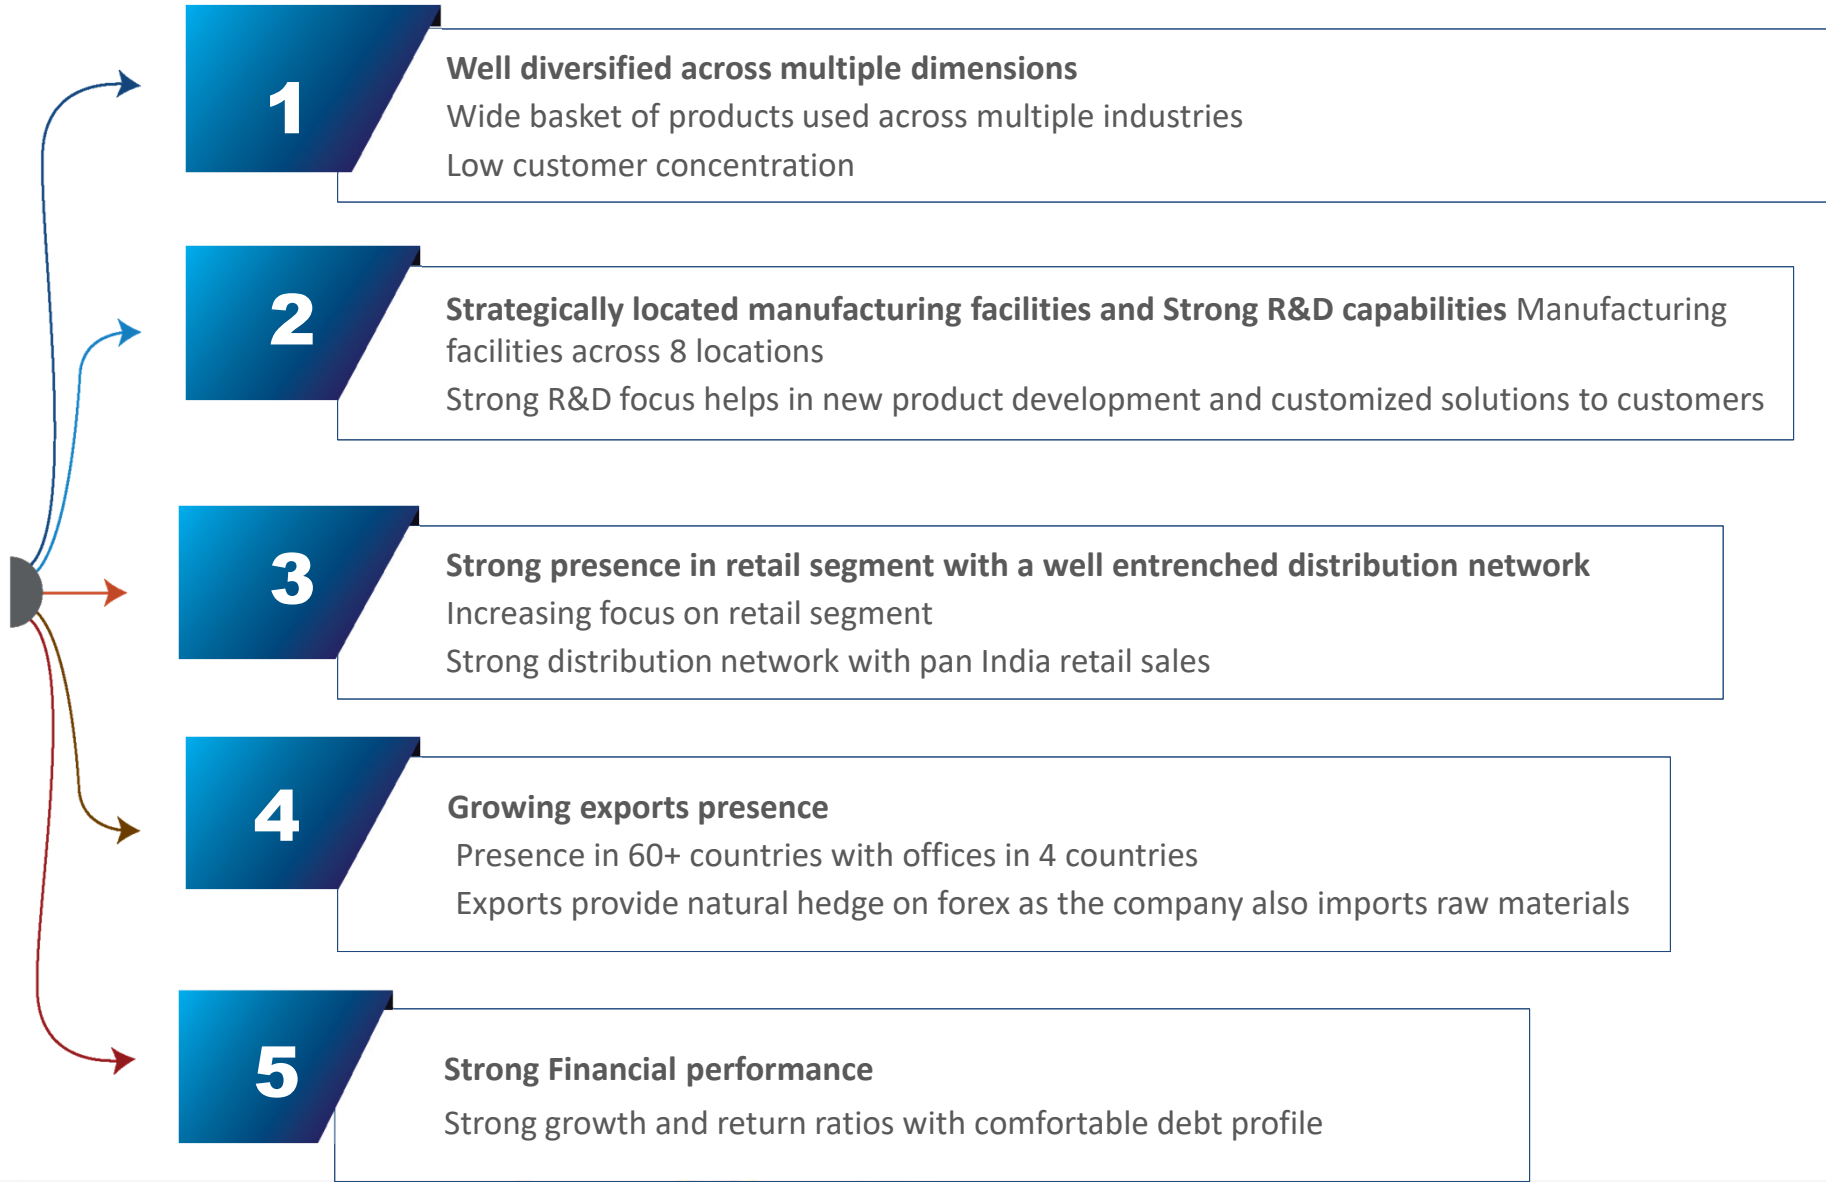 1
Well diversified across multiple dimensions
Wide basket of products used across multiple industries
Low customer concentration
2
Strategically located manufacturing facilities and Strong R&D capabilities Manufacturing
facilities across 8 locations
Strong R&D focus helps in new product development and customized solutions to customers
3
Strong presence in retail segment with a well entrenched distribution network
Increasing focus on retail segment
Strong distribution network with pan India retail sales
4
Growing exports presence
Presence in 60+ countries with offices in 4 countries
Exports provide natural hedge on forex as the company also imports raw materials
5
Strong Financial performance
Strong growth and return ratios with comfortable debt profile